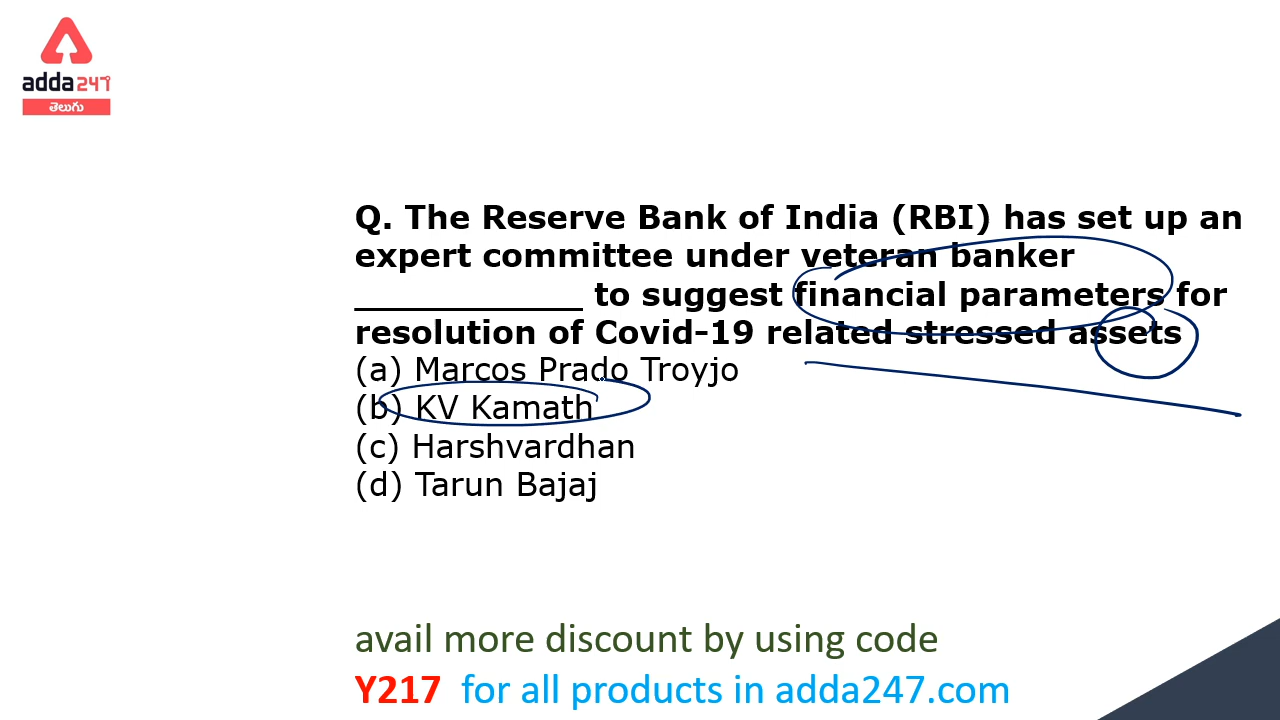 adda247
తెలుగు
Q. The Reserve Bank of India (RBI) has set up an
expert committee under veteran banker
____________ to suggest financial parameters for
resolution of Covid-19 related stressed assets
(a) Marcos Prado Troyjo
(b) KV Kamath
(c) Harshvardhan
(d) Tarun Bajaj
avail more discount by using code
Y217 for all products in adda247.com